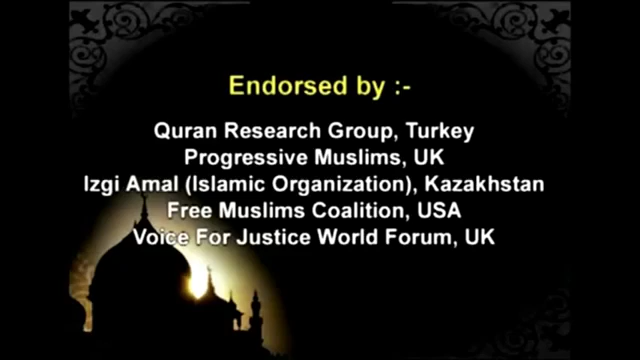 Endorsed by :-
Quran Research Group, Turkey
Progressive Muslims, UK
Izgi Amal (Islamic Organization), Kazakhstan
Free Muslims Coalition, USA
Voice For Justice World Forum, UK